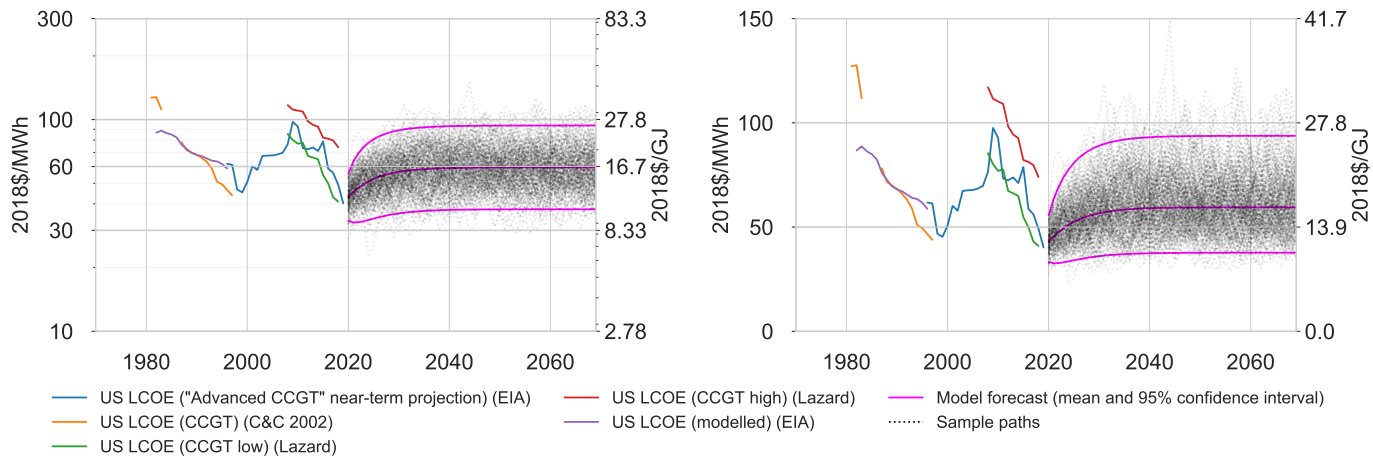 300
83.3
100
27.8
60
16.7
30
8.33
10
2.78
2018$/MWh
2018$/GJ
1980
2000
2020
2040
2060
150
41.7
100
27.8
50
13.9
0
0.0
2018$/MWh
2018$/GJ
1980
2000
2020
2040
2060
US LCOE ("Advanced CCGT" near-term projection) (EIA)
US LCOE (CCGT) (C&C 2002)
US LCOE (CCGT low) (Lazard)
US LCOE (CCGT high) (Lazard)
US LCOE (modelled) (EIA)
Model forecast (mean and 95% confidence interval)
Sample paths